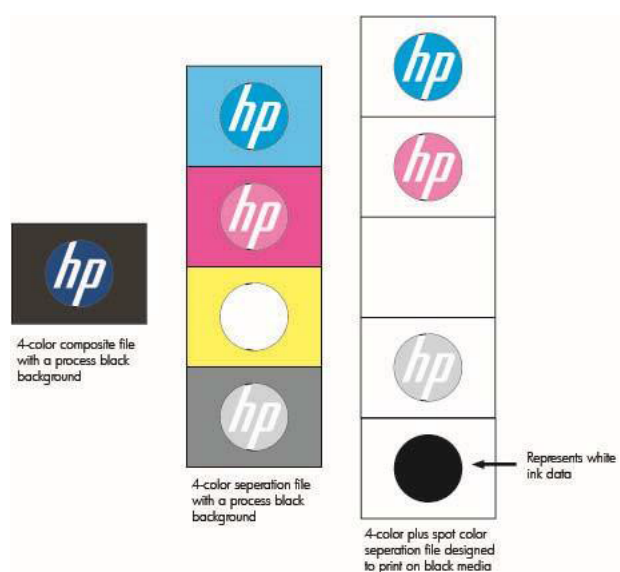 hp
4-color composite file
with a process black
background
hp
hp
hp
4-color seperation file
with a process black
background
hp
hp
hp
Represents white
ink data
4-color plus spot color
seperation file designed
to print on black media